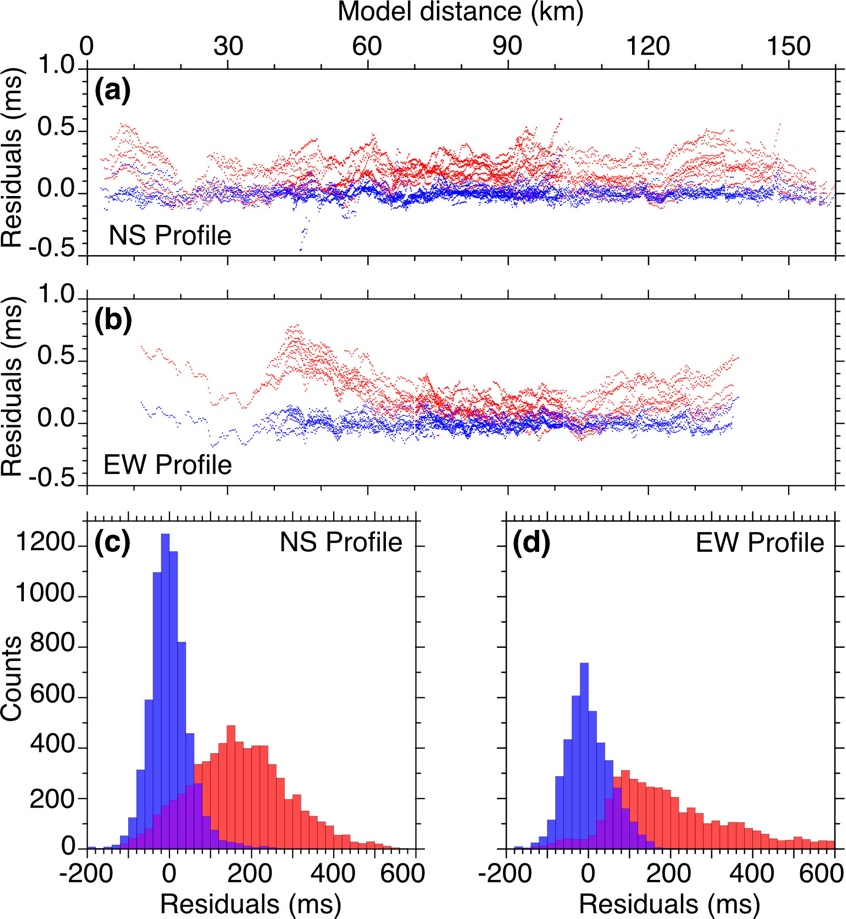 Model distance (km)
0 30 60 90 120 150
1.0
(a)
0.5
Residuals (ms)
0.0
NS Profile
-0.5
1.0
(b)
0.5
Residuals (ms)
0.0
EW Profile
-0.5
(c) NS Profile
(d) EW Profile
1200
1000
800
Counts
600
400
200
0
-200 0 200 400 600
-200 0 200 400 600
Residuals (ms)
Residuals (ms)